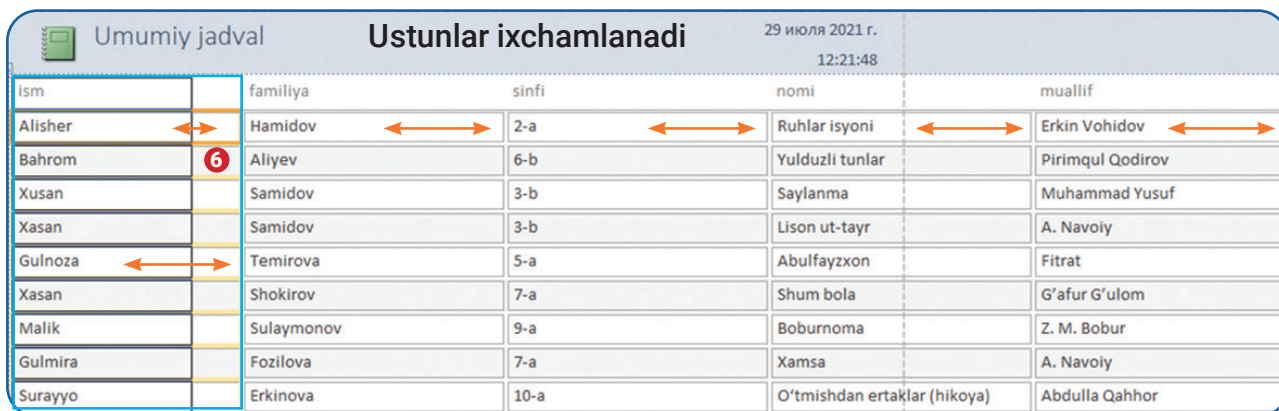 Umumiy jadval Ustunlar ixchamlanadi 29 июля 2021 г.
12:21:48
ism familiya sinfi nomi muallif
Alisher Hamidov 2-a Ruhlar isyoni Erkin Vohidov
Bahrom 6 Aliyev 6-b Yulduzli tunlar Pirimqul Qodirov
Xusan Samidov 3-b Saylanma Muhammad Yusuf
Xasan Samidov 3-b Lison ut-tayr A. Navoiy
Gulnoza Temirova 5-a Abulfayzxon Fitrat
Xasan Shokirov 7-a Shum bola G‘afur G‘ulom
Malik Sulaymonov 9-a Boburnoma Z. M. Bobur
Gulmira Fozilova 7-a Xamsa A. Navoiy
Surayyo Erkinova 10-a O‘tmishdan ertaklar (hikoya) Abdulla Qahhor